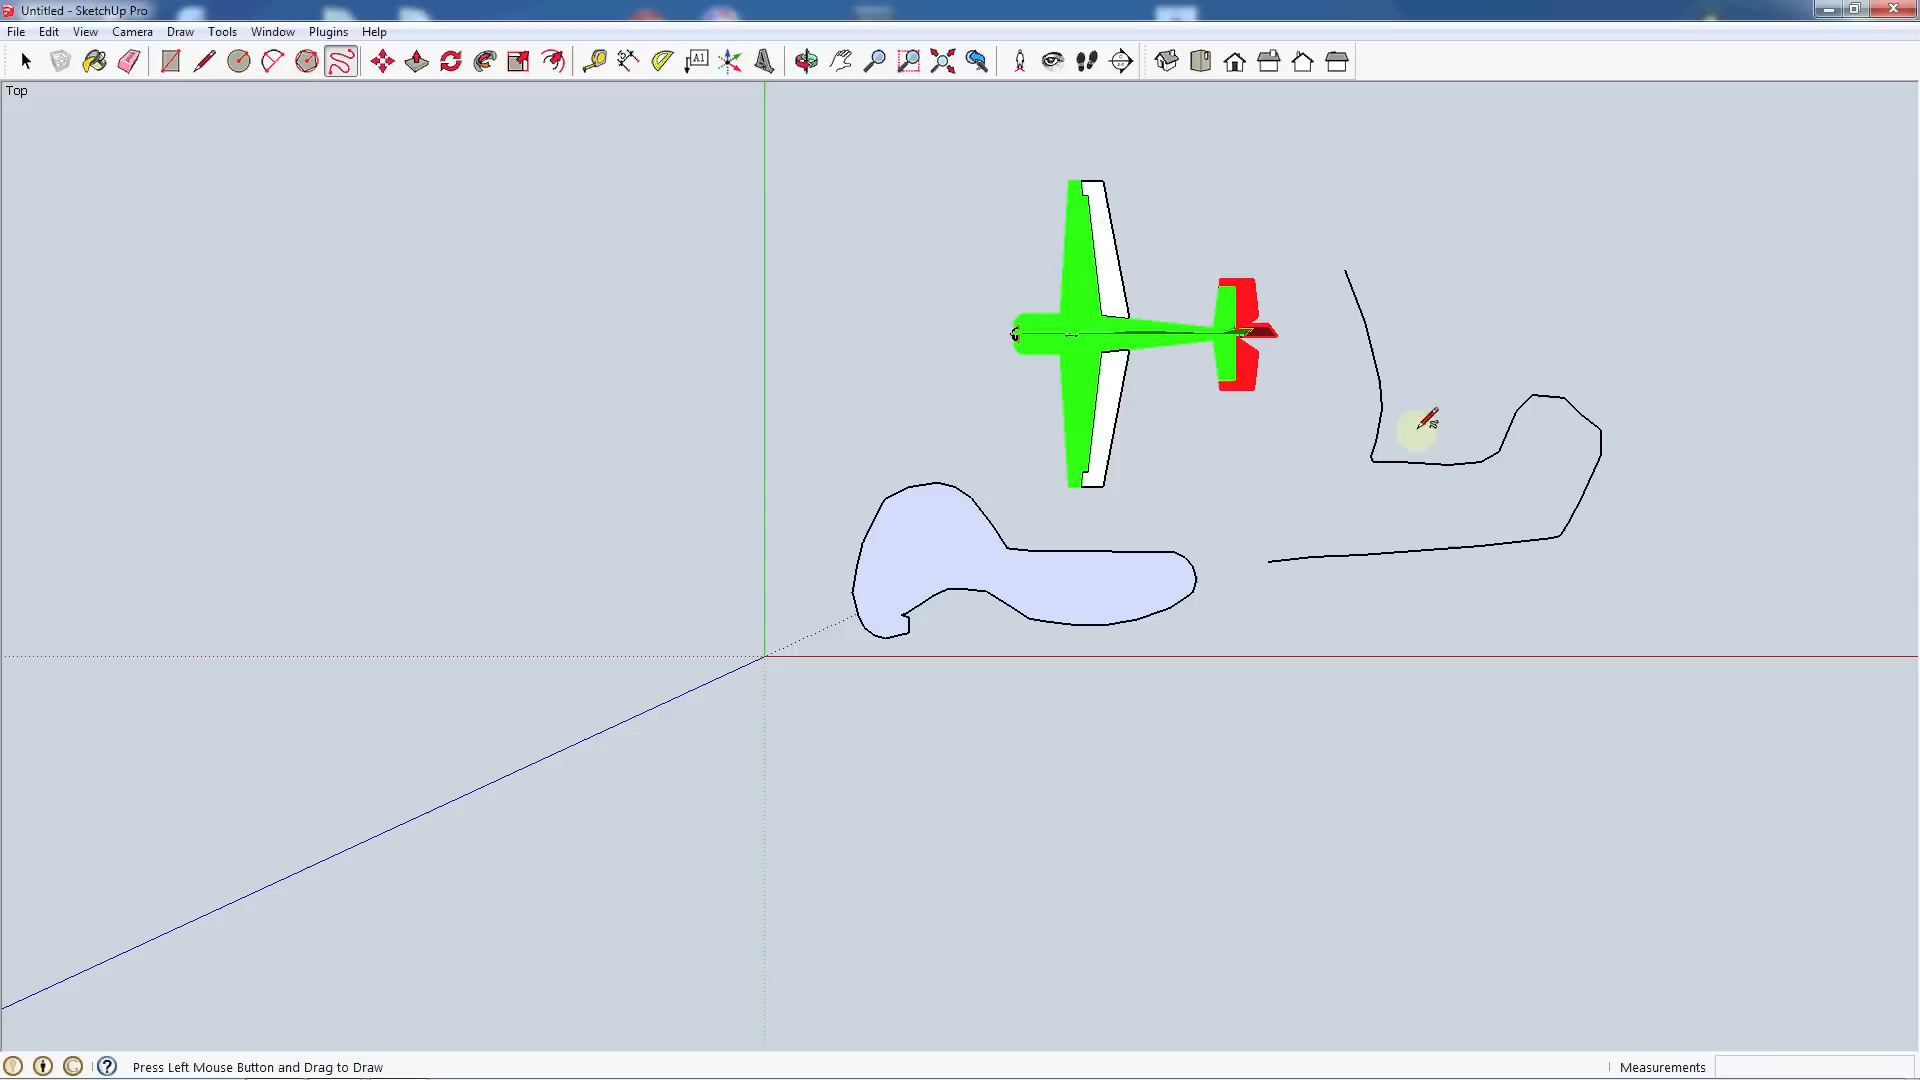 Untitled - SketchUp Pro
File Edit View Camera Draw Tools Window Plugins Help
A1
Top
Press Left Mouse Button and Drag to Draw
Measurements